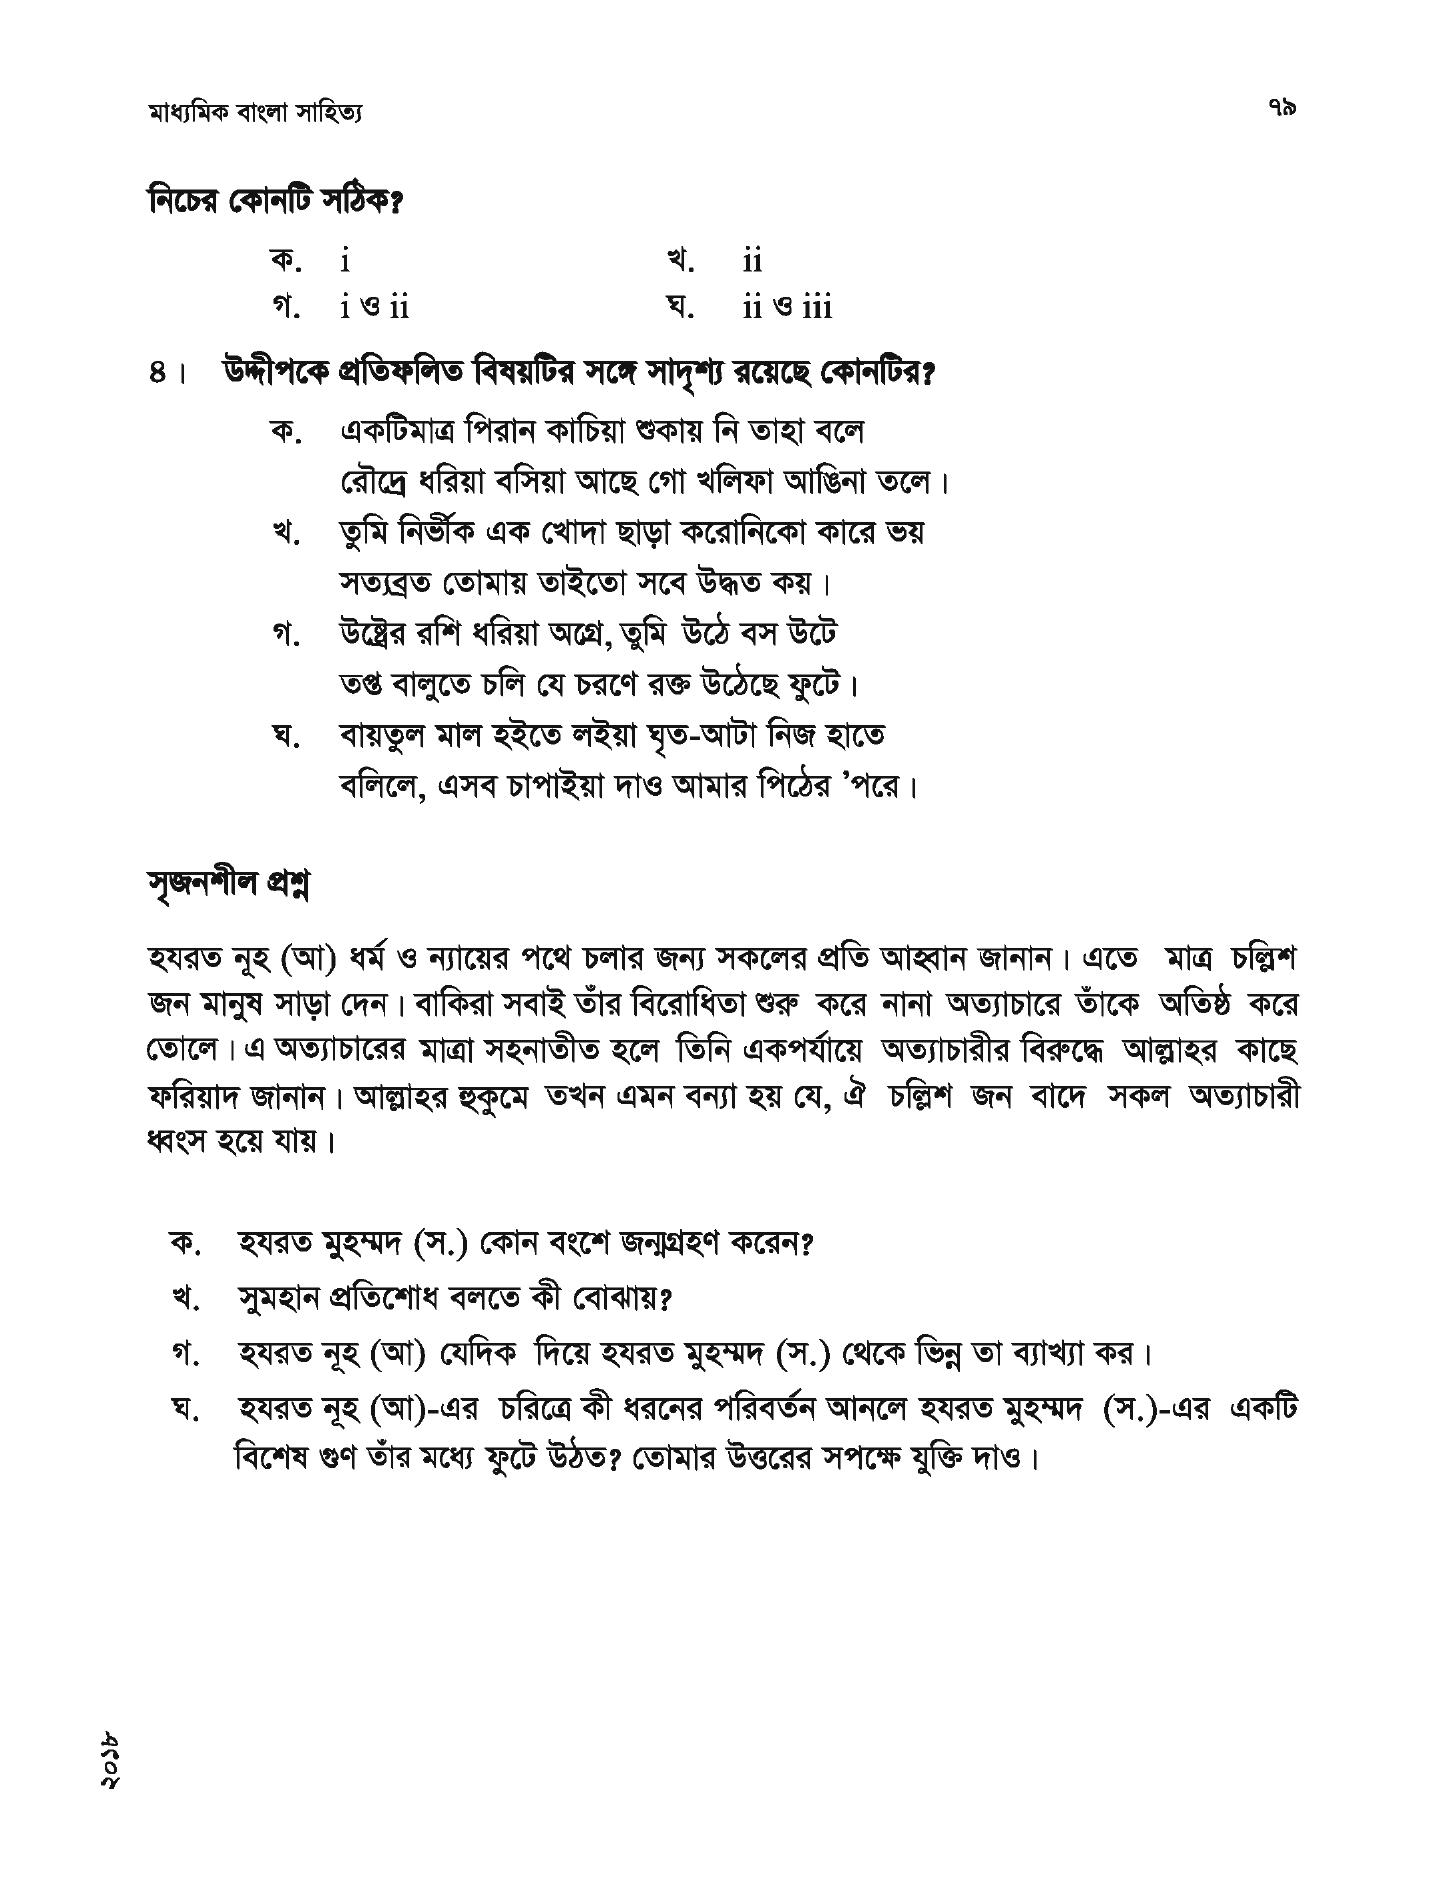 মাধ্যমিক বাংলা সাহিত্য ৭৯
নিচের কোনটি সঠিক?
ক. i খ. ii
গ. i ও ii ঘ. ii ও iii
৪। উদ্দীপকে প্রতিফলিত বিষয়টির সঙ্গে সাদৃশ্য রয়েছে কোনটির?
ক. একটিমাত্র পিরান কাচিয়া শুকায় নি তাহা বলে
রৌদ্রে ধরিয়া বসিয়া আছে গো খলিফা আঙিনা তলে।
খ. তুমি নির্ভীক এক খোদা ছাড়া করোনিকো কারে ভয়
সত্যব্রত তোমায় তাইতো সবে উদ্ধত কয়।
গ. উষ্ট্রের রশি ধরিয়া অগ্রে, তুমি উঠে বস উটে
তপ্ত বালুতে চলি যে চরণে রক্ত উঠেছে ফুটে।
ঘ. বায়তুল মাল হইতে লইয়া ঘৃত-আটা নিজ হাতে
বলিলে, এসব চাপাইয়া দাও আমার পিঠের ’পরে।
সৃজনশীল প্রশ্ন
হযরত নূহ (আ) ধর্ম ও ন্যায়ের পথে চলার জন্য সকলের প্রতি আহ্বান জানান। এতে মাত্র চল্লিশ
জন মানুষ সাড়া দেন। বাকিরা সবাই তাঁর বিরোধিতা শুরু করে নানা অত্যাচারে তাঁকে অতিষ্ঠ করে
তোলে। এ অত্যাচারের মাত্রা সহনাতীত হলে তিনি একপর্যায়ে অত্যাচারীর বিরুদ্ধে আল্লাহর কাছে
ফরিয়াদ জানান। আল্লাহর হুকুমে তখন এমন বন্যা হয় যে, ঐ চল্লিশ জন বাদে সকল অত্যাচারী
ধ্বংস হয়ে যায়।
ক. হযরত মুহম্মদ (স.) কোন বংশে জন্মগ্রহণ করেন?
খ. সুমহান প্রতিশোধ বলতে কী বোঝায়?
গ. হযরত নূহ (আ) যেদিক দিয়ে হযরত মুহম্মদ (স.) থেকে ভিন্ন তা ব্যাখ্যা কর।
ঘ. হযরত নূহ (আ)-এর চরিত্রে কী ধরনের পরিবর্তন আনলে হযরত মুহম্মদ (স.)-এর একটি
বিশেষ গুণ তাঁর মধ্যে ফুটে উঠত? তোমার উত্তরের সপক্ষে যুক্তি দাও।
২০১৮